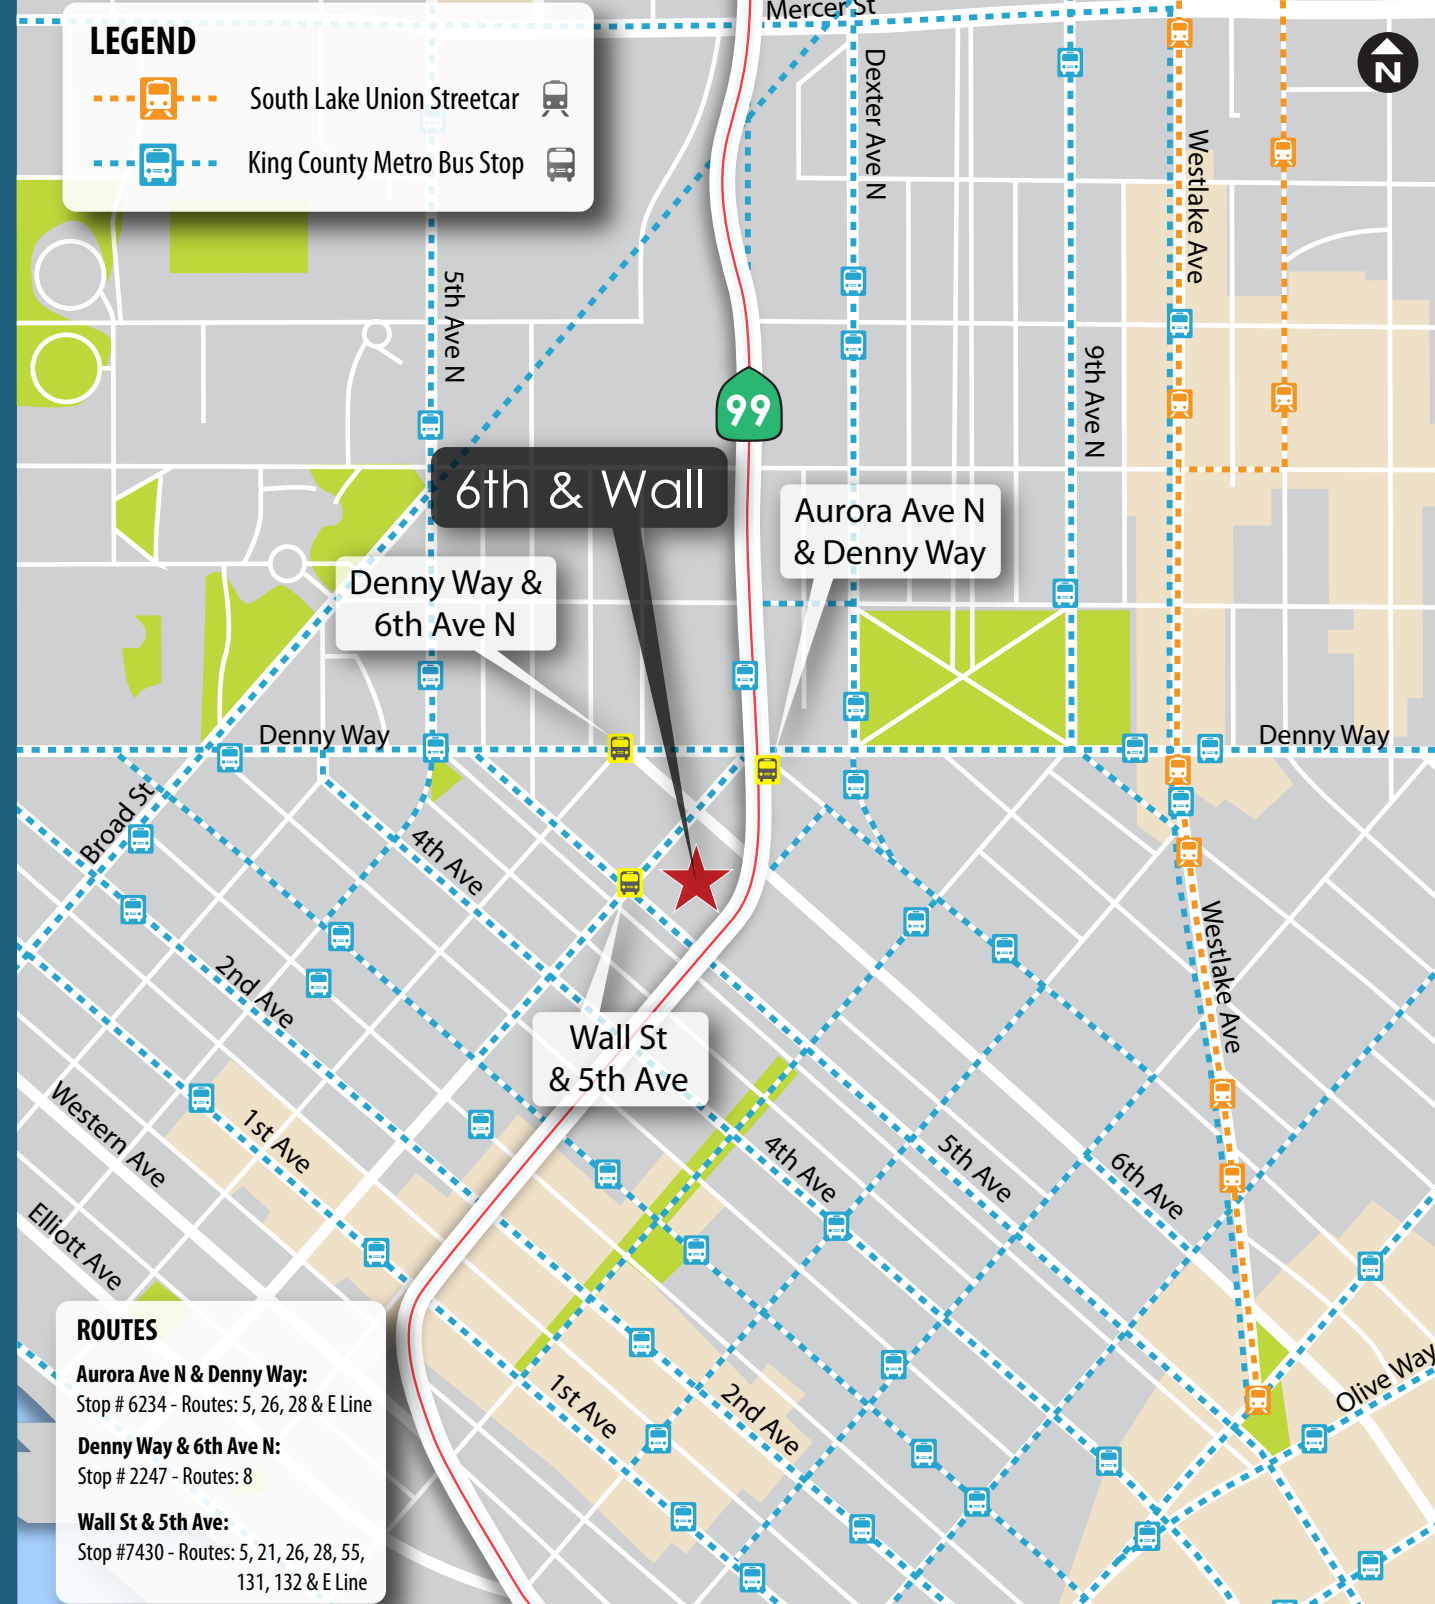 Mercer St
LEGEND
South Lake Union Streetcar
King County Metro Bus Stop
N
Dexter Ave N
Westlake Ave
5th Ave N
9th Ave N
99
6th & Wall
Aurora Ave N
& Denny Way
Denny Way &
6th Ave N
Denny Way
Denny Way
Broad St
4th Ave
Westlake Ave
2nd Ave
Wall St
& 5th Ave
Western Ave
1st Ave
4th Ave
5th Ave
6th Ave
Elliott Ave
Olive Way
1st Ave
2nd Ave
ROUTES
Aurora Ave N & Denny Way:
Stop # 6234 - Routes: 5, 26, 28 & E Line
Denny Way & 6th Ave N:
Stop # 2247 - Routes: 8
Wall St & 5th Ave:
Stop #7430 - Routes: 5, 21, 26, 28, 55,
131, 132 & E Line